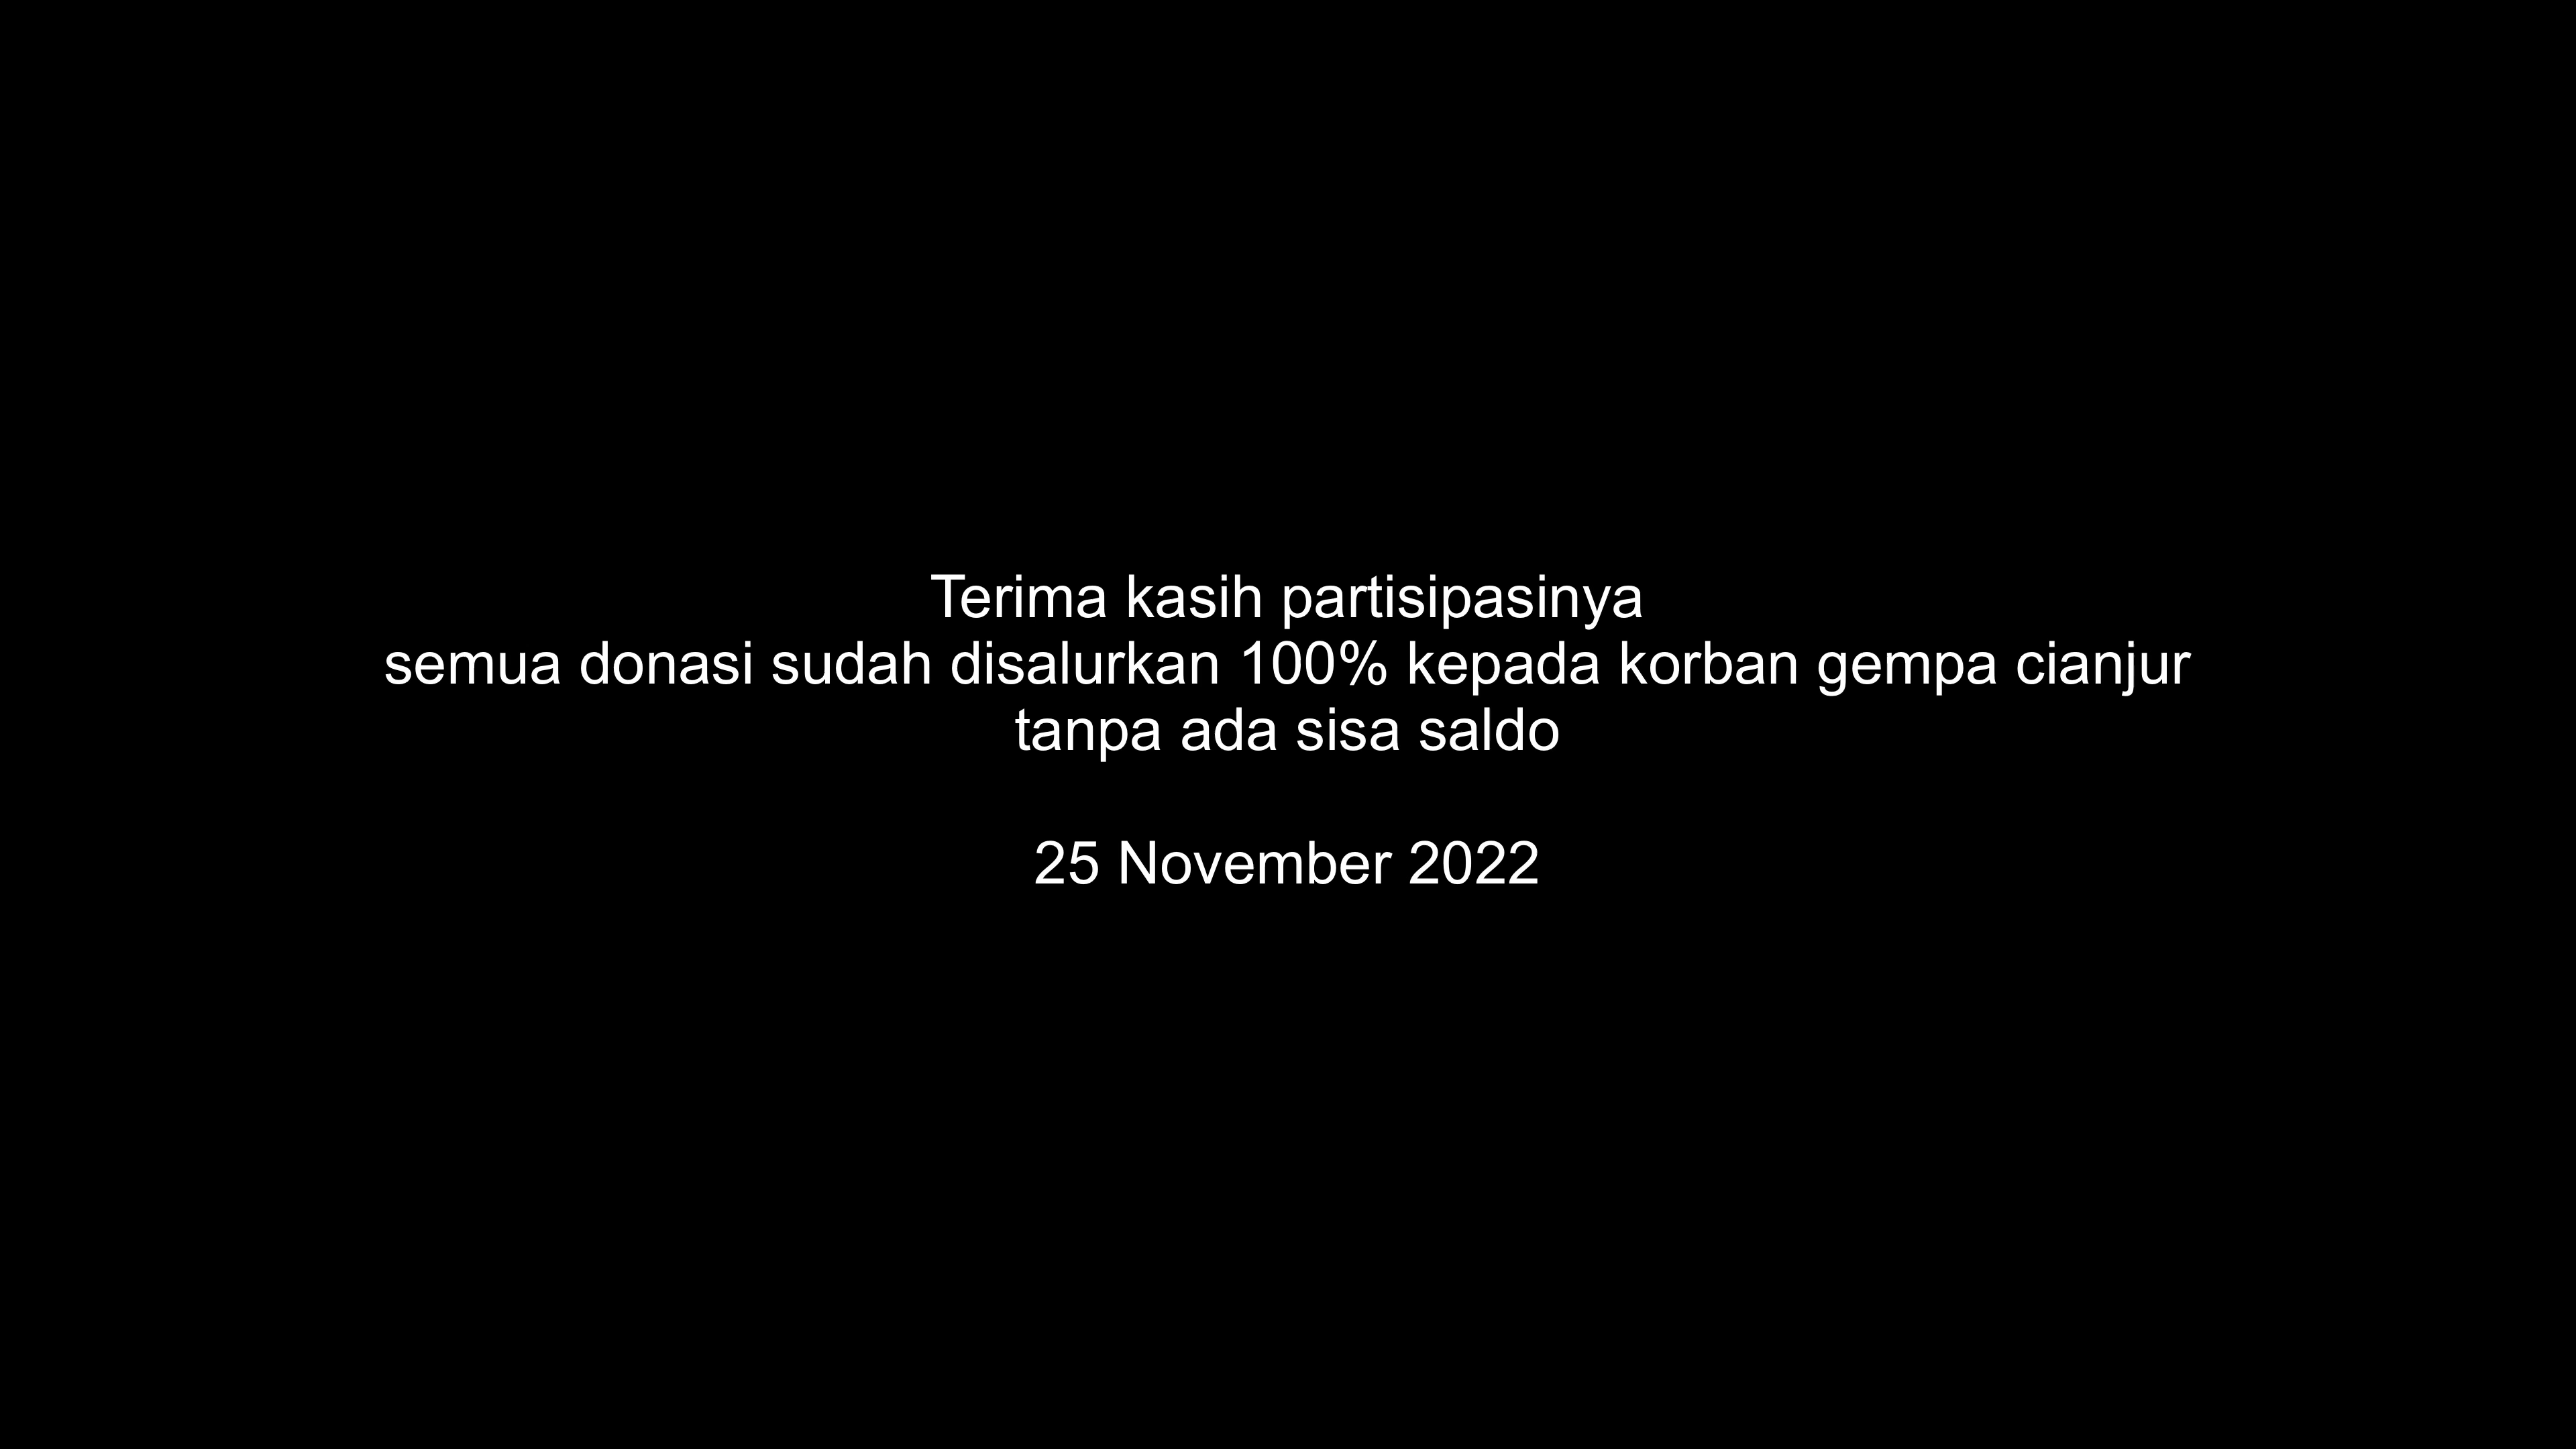 Terima kasih partisipasinya
semua donasi sudah disalurkan 100% kepada korban gempa cianjur
tanpa ada sisa saldo
25 November 2022